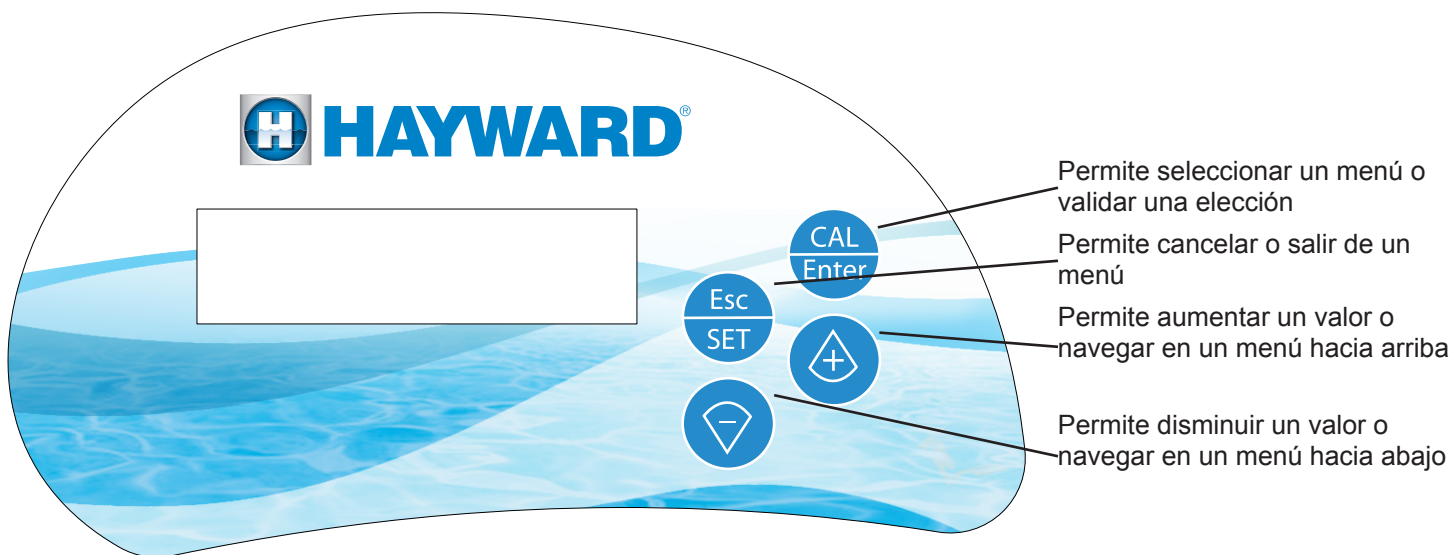 HAYWARD®
CAL
Enter
Esc
SET
+
-
Permite seleccionar un menú o
validar una elección
Permite cancelar o salir de un
menú
Permite aumentar un valor o
navegar en un menú hacia arriba
Permite disminuir un valor o
navegar en un menú hacia abajo